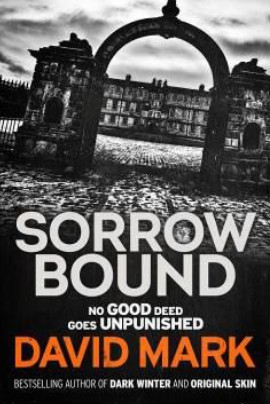 SORROW
BOUND
NO GOOD DEED
GOES UNPUNISHED
DAVID MARK
BESTSELLING AUTHOR OF DARK WINTER AND ORIGINAL SKIN